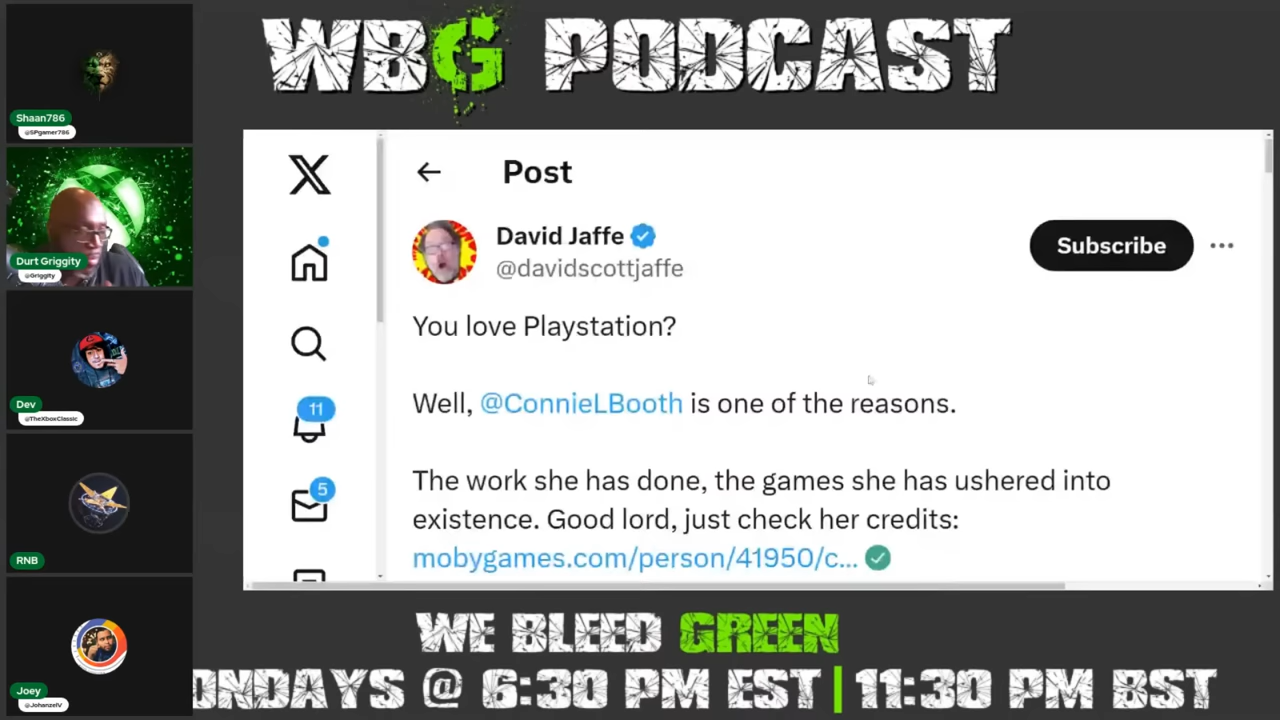 WBG PODCAST
Shaan786
@SPgamer786
Durt Griggity
@Griggity
Dev
@TheXboxClassic
RNB
Joey
@JohanzelV
X
Post
David Jaffe
@davidscottjaffe
Subscribe
You love Playstation?
11
Well, @ConnieLBooth is one of the reasons.
5
The work she has done, the games she has ushered into
existence. Good lord, just check her credits:
mobygames.com/person/41950/c...
WE BLEED GREEN
ONDAYS @ 6:30 PM EST | 11:30 PM BST